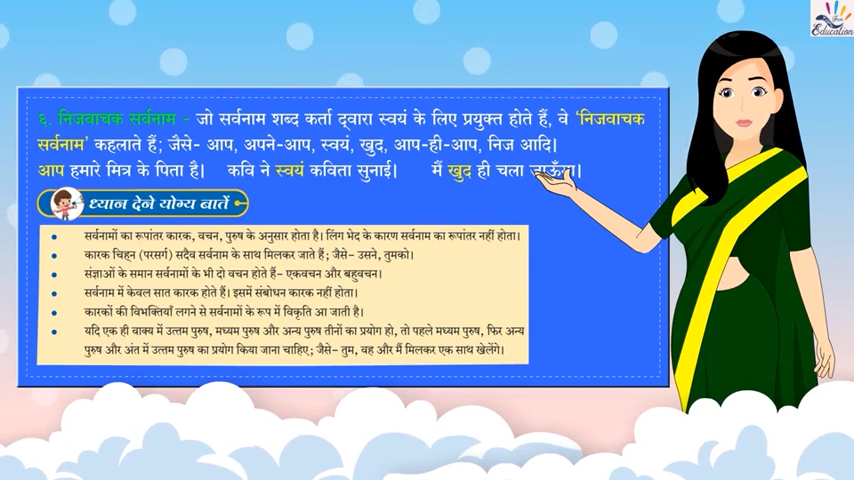 Fun
Education
६. निजवाचक सर्वनाम - जो सर्वनाम शब्द कर्ता द्वारा स्वयं के लिए प्रयुक्त होते हैं, वे 'निजवाचक
सर्वनाम' कहलाते हैं; जैसे- आप, अपने-आप, स्वयं, खुद, आप-ही-आप, निज आदि।
आप हमारे मित्र के पिता है। कवि ने स्वयं कविता सुनाई। मैं खुद ही चला जाऊँगा।
ध्यान देने योग्य बातें
• सर्वनामों का रूपांतर कारक, वचन, पुरुष के अनुसार होता है। लिंग भेद के कारण सर्वनाम का रूपांतर नहीं होता।
• कारक चिह्न (परसर्ग) सदैव सर्वनाम के साथ मिलकर जाते हैं; जैसे- उसने, तुमको।
• संज्ञाओं के समान सर्वनामों के भी दो वचन होते हैं- एकवचन और बहुवचन।
• सर्वनाम में केवल सात कारक होते हैं। इसमें संबोधन कारक नहीं होता।
• कारकों की विभक्तियाँ लगने से सर्वनामों के रूप में विकृति आ जाती है।
• यदि एक ही वाक्य में उत्तम पुरुष, मध्यम पुरुष और अन्य पुरुष तीनों का प्रयोग हो, तो पहले मध्यम पुरुष, फिर अन्य
पुरुष और अंत में उत्तम पुरुष का प्रयोग किया जाना चाहिए; जैसे- तुम, वह और मैं मिलकर एक साथ खेलेंगे।